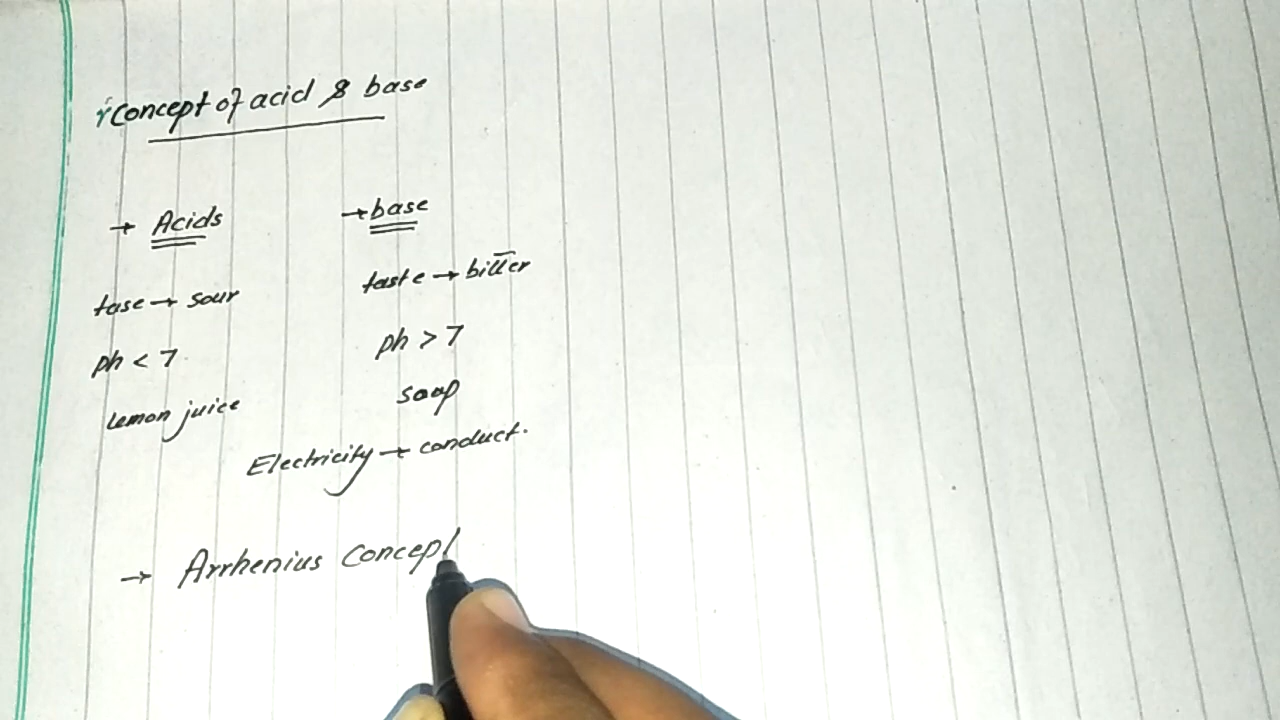 concept of acid & base
→ Acids → base
tase → sour taste → bitter
ph < 7 ph > 7
Lemon juice soap
Electricity → conduct.
→ Arrhenius Concept